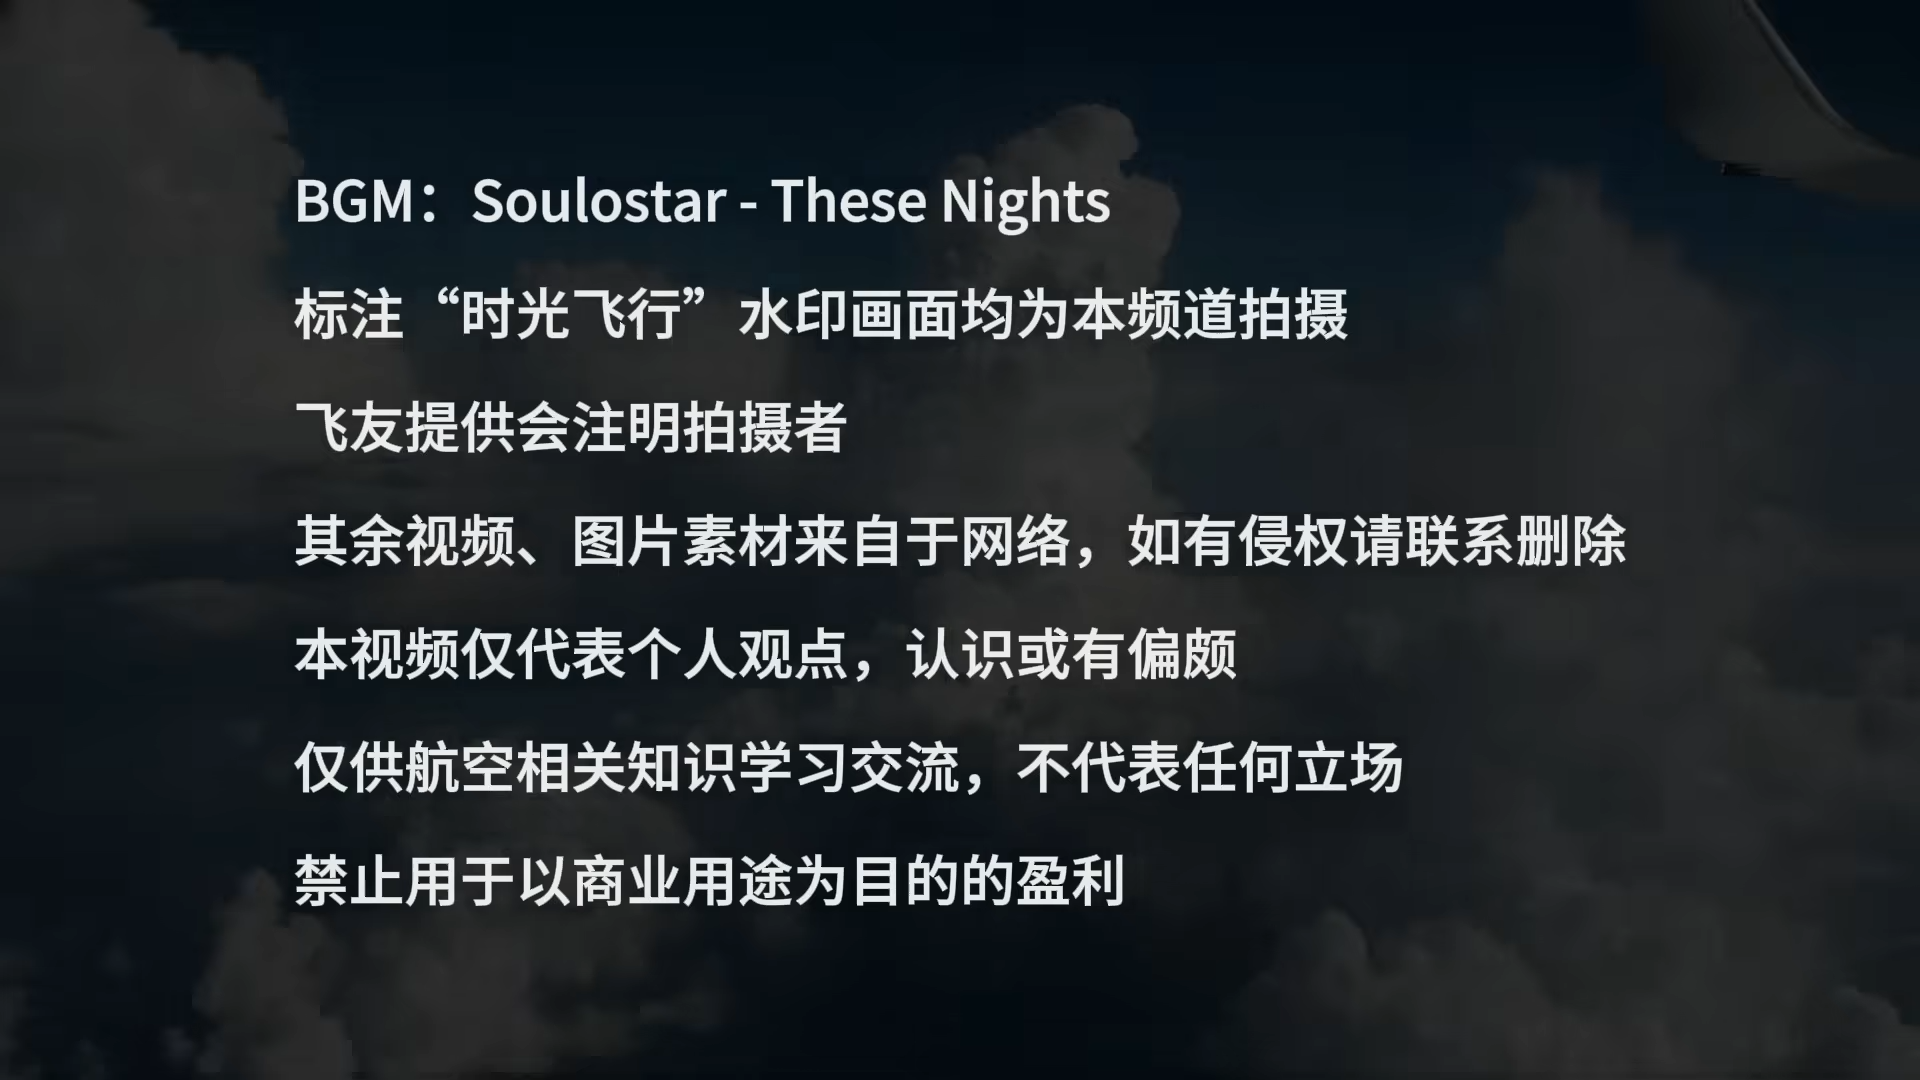 BGM：Soulostar - These Nights
标注“时光飞行”水印画面均为本频道拍摄
飞友提供会注明拍摄者
其余视频、图片素材来自于网络，如有侵权请联系删除
本视频仅代表个人观点，认识或有偏颇
仅供航空相关知识学习交流，不代表任何立场
禁止用于以商业用途为目的的盈利